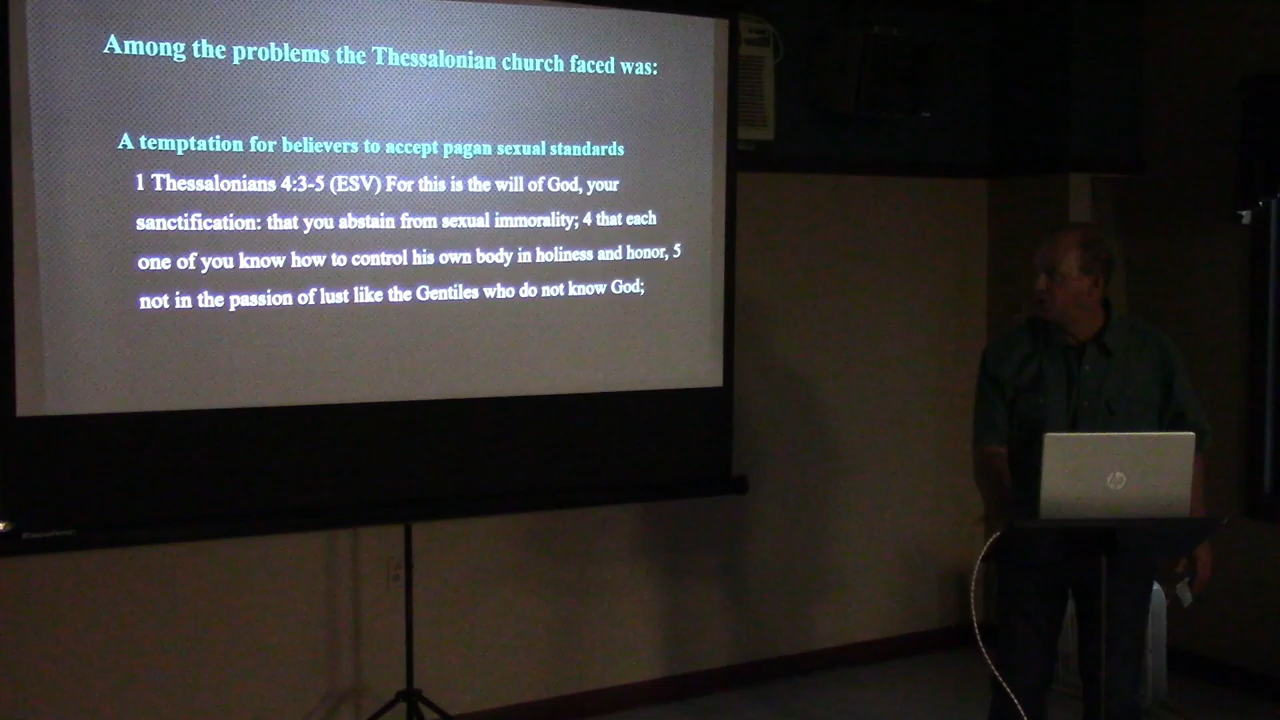 Among the problems the Thessalonian church faced was:
A temptation for believers to accept pagan sexual standards
1 Thessalonians 4:3-5 (ESV) For this is the will of God, your
sanctification: that you abstain from sexual immorality; 4 that each
one of you know how to control his own body in holiness and honor, 5
not in the passion of lust like the Gentiles who do not know God;
hp